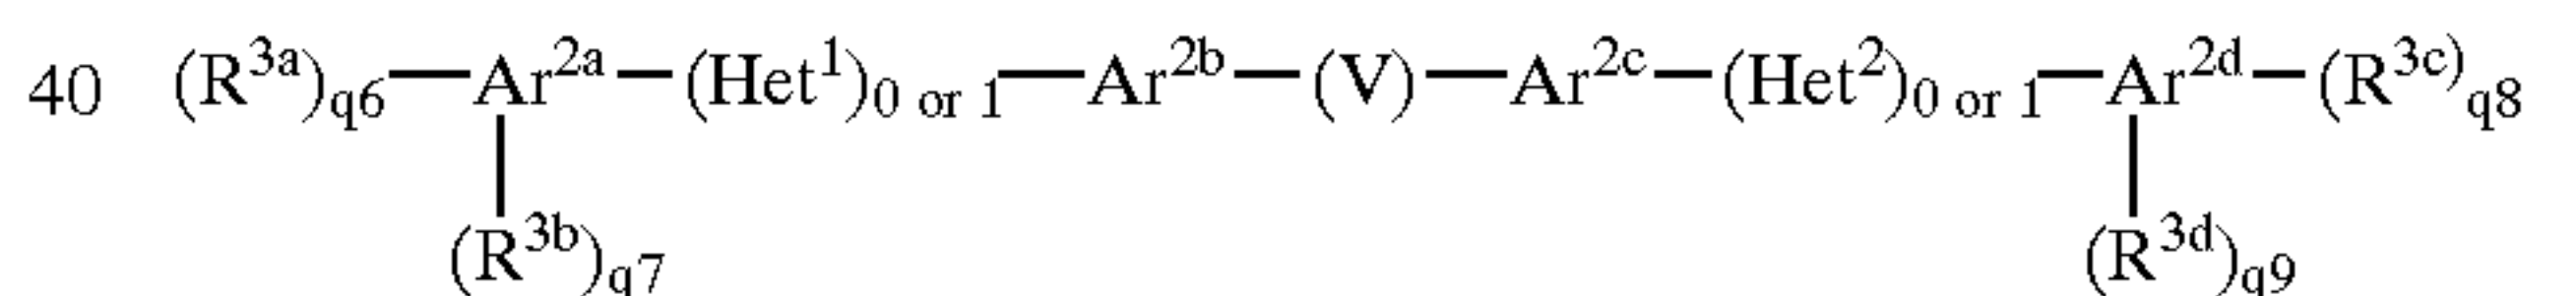 40 (R³ᵃ)q6—Ar²ᵃ—(Het¹)0 or 1—Ar²ᵇ—(V)—Ar²ᶜ—(Het²)0 or 1—Ar²ᵈ—(R³ᶜ)q8
(R³ᵇ)q7 (R³ᵈ)q9